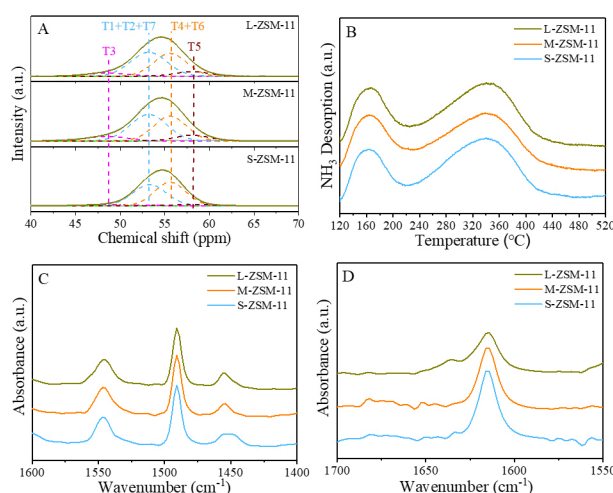 A
T1+T2+T7
T4+T6
L-ZSM-11
T3
T5
M-ZSM-11
S-ZSM-11
Intensity (a.u.)
40 45 50 55 60 65 70
Chemical shift (ppm)
B
L-ZSM-11
M-ZSM-11
S-ZSM-11
NH3 Desorption (a.u.)
120 160 200 240 280 320 360 400 440 480 520
Temperature (°C)
C
L-ZSM-11
M-ZSM-11
S-ZSM-11
Absorbance (a.u.)
1600 1550 1500 1450 1400
Wavenumber (cm-1)
D
L-ZSM-11
M-ZSM-11
S-ZSM-11
Absorbance (a.u.)
1700 1650 1600 1550
Wavenumber (cm-1)